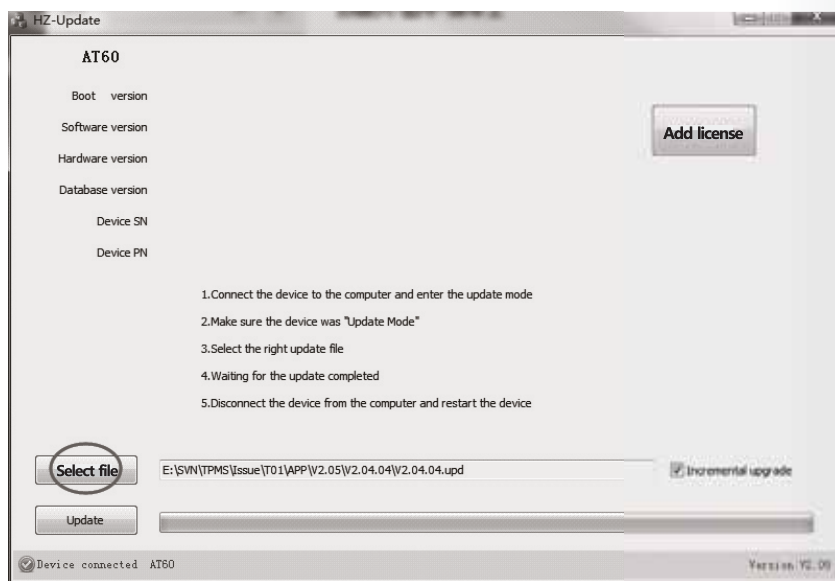 HZ-Update
AT60
Boot version
Add license
Software version
Hardware version
Database version
Device SN
Device PN
1.Connect the device to the computer and enter the update mode
2.Make sure the device was "Update Mode"
3.Select the right update file
4.Waiting for the update completed
5.Disconnect the device from the computer and restart the device
Select file E:\SVN\TPMS\Issue\T01\APP\V2.05\V2.04.04\V2.04.04.upd Incremental upgrade
Update
Device connected AT60 Version V2.00